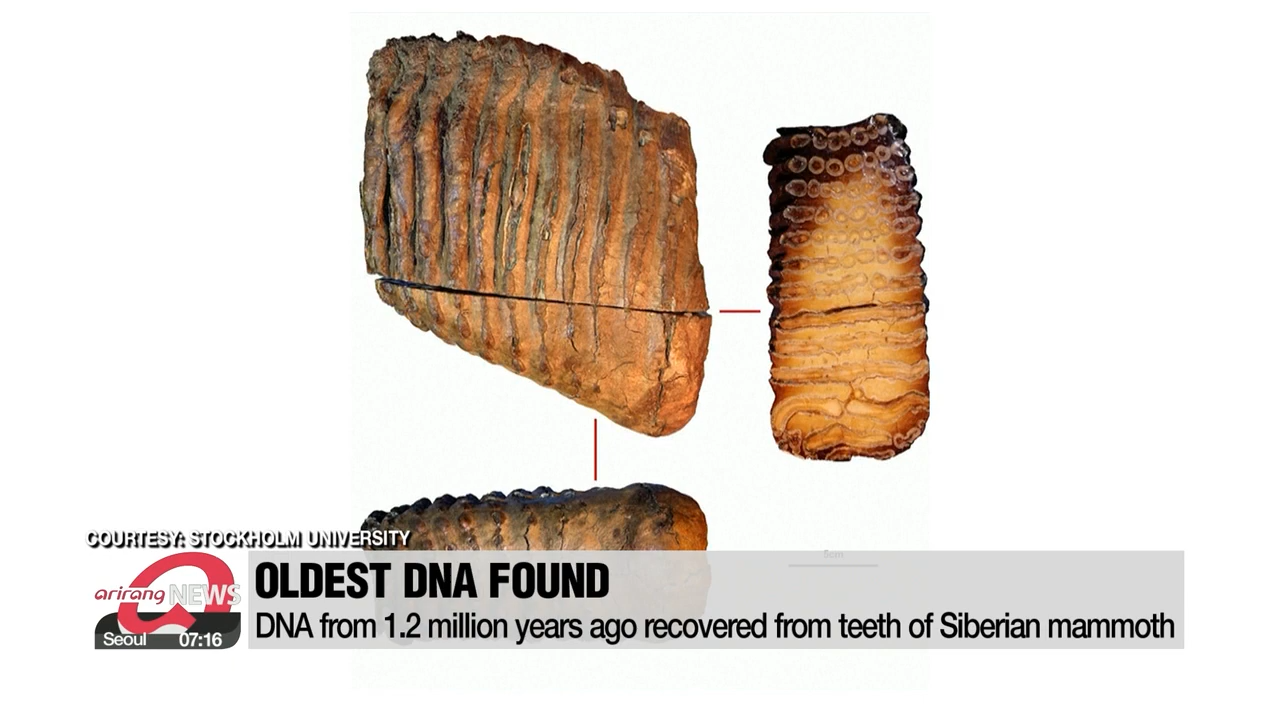 5cm
COURTESY: STOCKHOLM UNIVERSITY
arirang NEWS
Seoul 07:16
OLDEST DNA FOUND
DNA from 1.2 million years ago recovered from teeth of Siberian mammoth